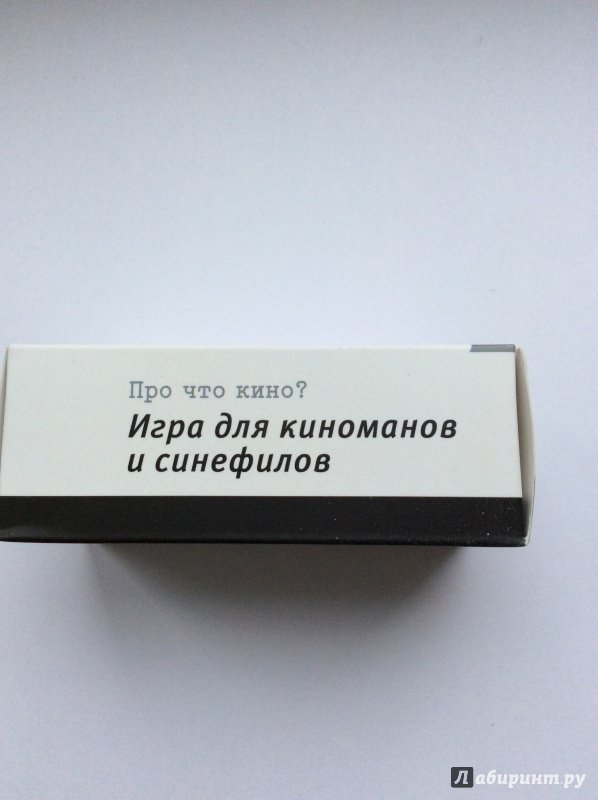 Про что кино?
Игра для киноманов
и синефилов
Лабиринт.ру